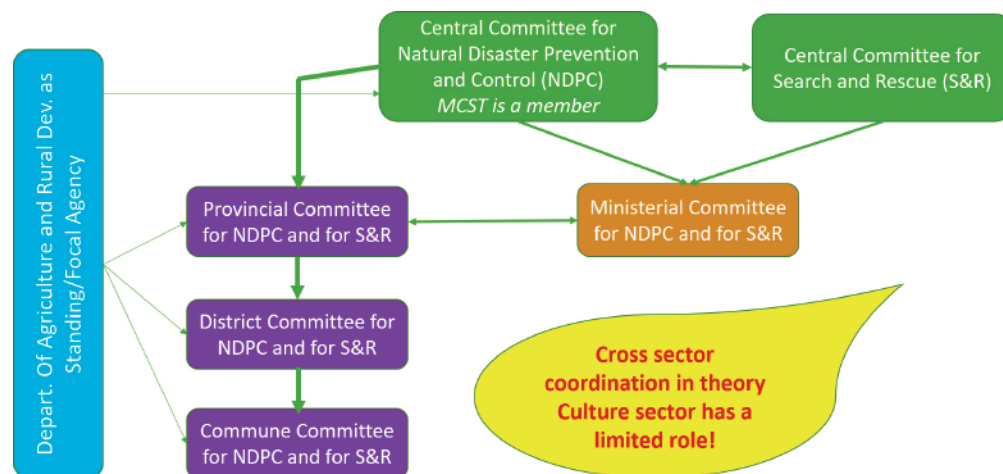 Depart. Of Agriculture and Rural Dev. as
Standing/Focal Agency
Central Committee for
Natural Disaster Prevention
and Control (NDPC)
MCST is a member
Central Committee for
Search and Rescue (S&R)
Provincial Committee
for NDPC and for S&R
Ministerial Committee
for NDPC and for S&R
District Committee for
NDPC and for S&R
Commune Committee for
NDPC and for S&R
Cross sector
coordination in theory
Culture sector has a
limited role!